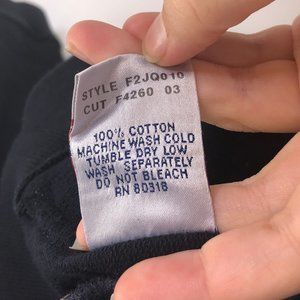 STYLE F2JQ010
CUT F4260 03
100% COTTON
MACHINE WASH COLD
TUMBLE DRY LOW
WASH SEPARATELY
DO NOT BLEACH
RN 80318